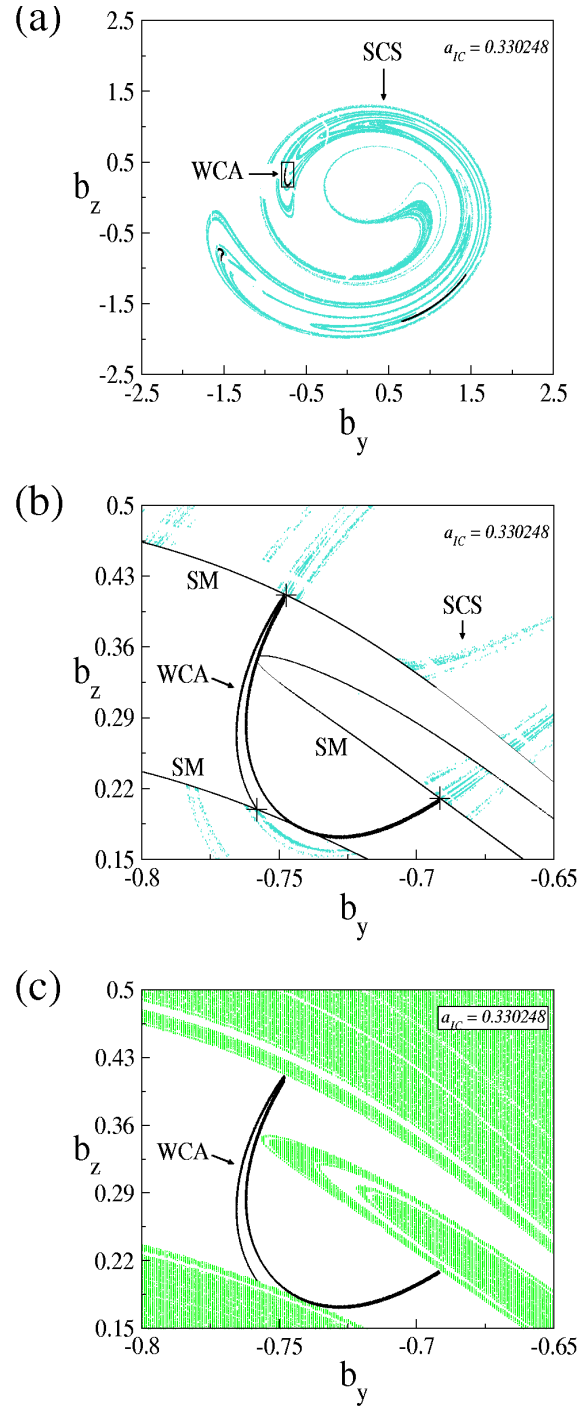 (a)
2.5
1.5
0.5
-0.5
-1.5
-2.5
b_z
a_IC = 0.330248
SCS
WCA
-2.5 -1.5 -0.5 0.5 1.5 2.5
b_y
(b)
0.5
0.43
0.36
0.29
0.22
0.15
b_z
a_IC = 0.330248
SM
SCS
WCA
SM
SM
-0.8 -0.75 -0.7 -0.65
b_y
(c)
0.5
0.43
0.36
0.29
0.22
0.15
b_z
a_IC = 0.330248
WCA
-0.8 -0.75 -0.7 -0.65
b_y